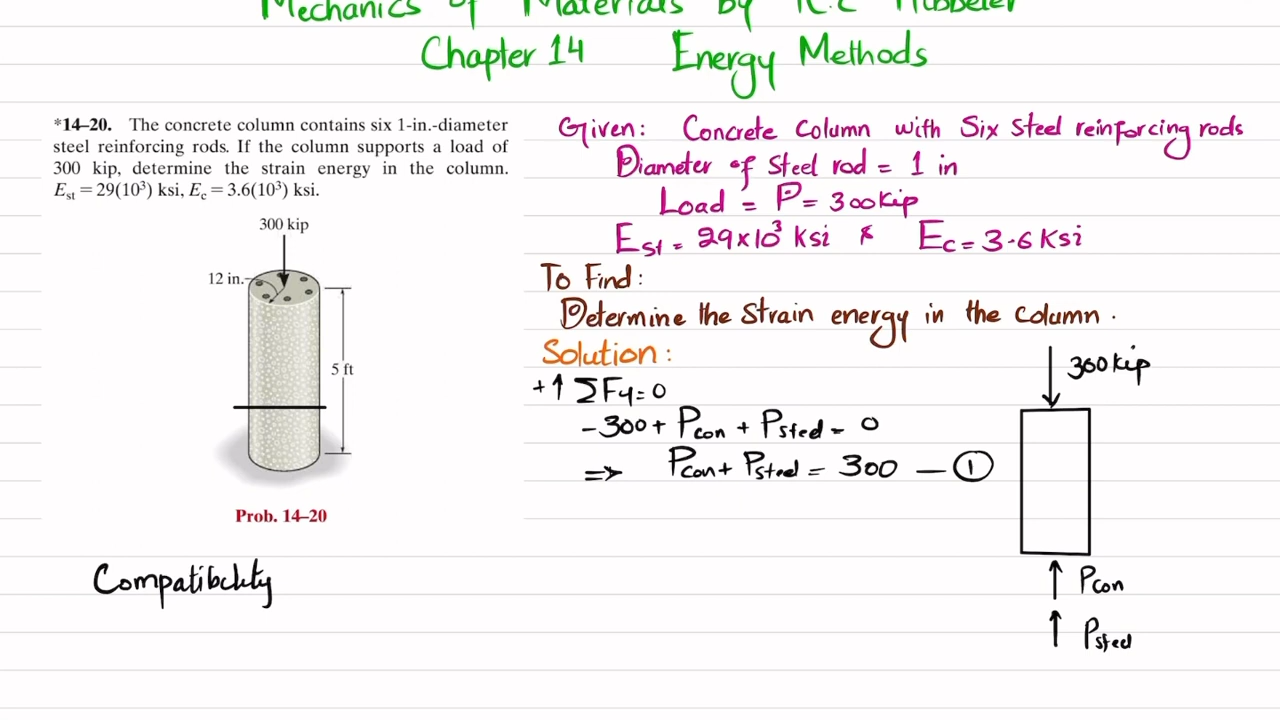 Mechanics of Materials by R.C Hibbeler
Chapter 14 Energy Methods
*14–20. The concrete column contains six 1-in.-diameter
steel reinforcing rods. If the column supports a load of
300 kip, determine the strain energy in the column.
Est = 29(10³) ksi, Ec = 3.6(10³) ksi.
300 kip
12 in.
5 ft
Prob. 14–20
Given: Concrete Column with Six steel reinforcing rods
Diameter of steel rod = 1 in
Load = P = 300 kip
Est = 29×10³ ksi & Ec = 3.6 Ksi
To Find:
Determine the Strain energy in the column.
Solution:
+↑ ΣFy = 0
-300 + Pcon + Psteel = 0
=> Pcon + Psteel = 300 — ①
300 kip
Pcon
Psteel
Compatibility